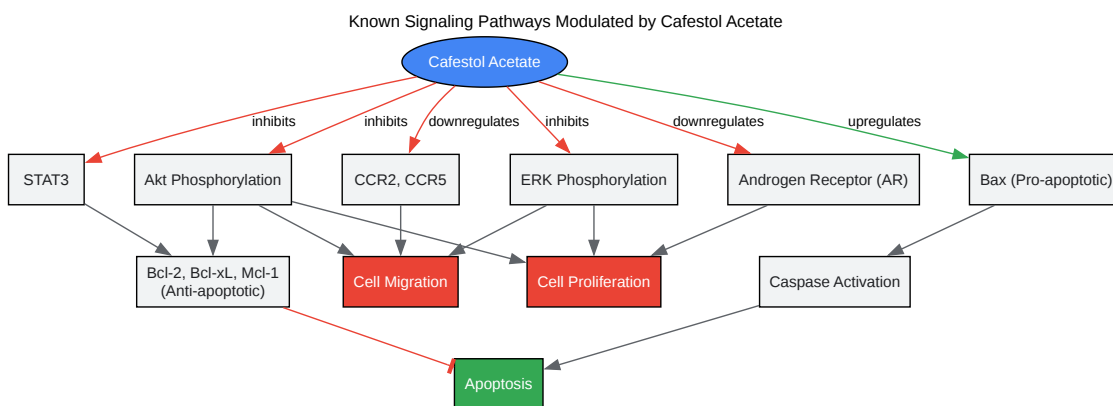 Known Signaling Pathways Modulated by Cafestol Acetate
Cafestol Acetate
inhibits
inhibits
downregulates
inhibits
downregulates
upregulates
STAT3
Akt Phosphorylation
CCR2, CCR5
ERK Phosphorylation
Androgen Receptor (AR)
Bax (Pro-apoptotic)
Bcl-2, Bcl-xL, Mcl-1
(Anti-apoptotic)
Cell Migration
Cell Proliferation
Caspase Activation
Apoptosis